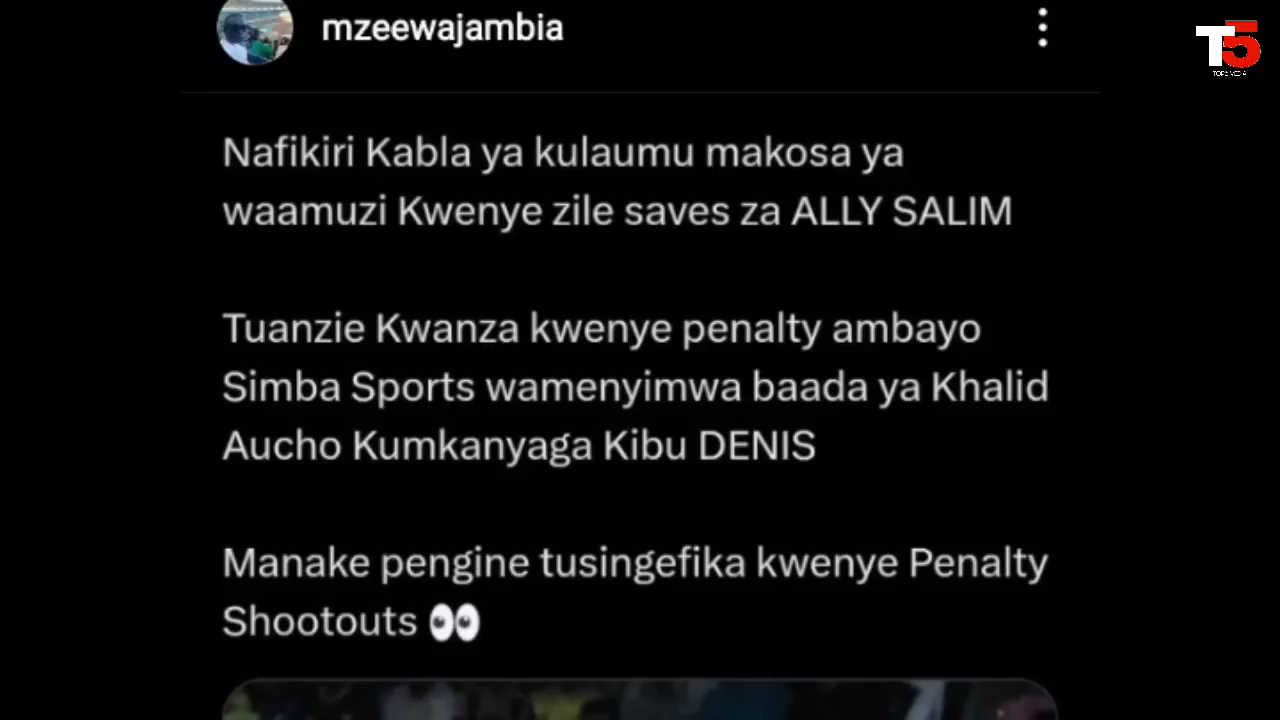 mzeewajambia
T5
Nafikiri Kabla ya kulaumu makosa ya
waamuzi Kwenye zile saves za ALLY SALIM
Tuanzie Kwanza kwenye penalty ambayo
Simba Sports wamenyimwa baada ya Khalid
Aucho Kumkanyaga Kibu DENIS
Manake pengine tusingefika kwenye Penalty
Shootouts 👀